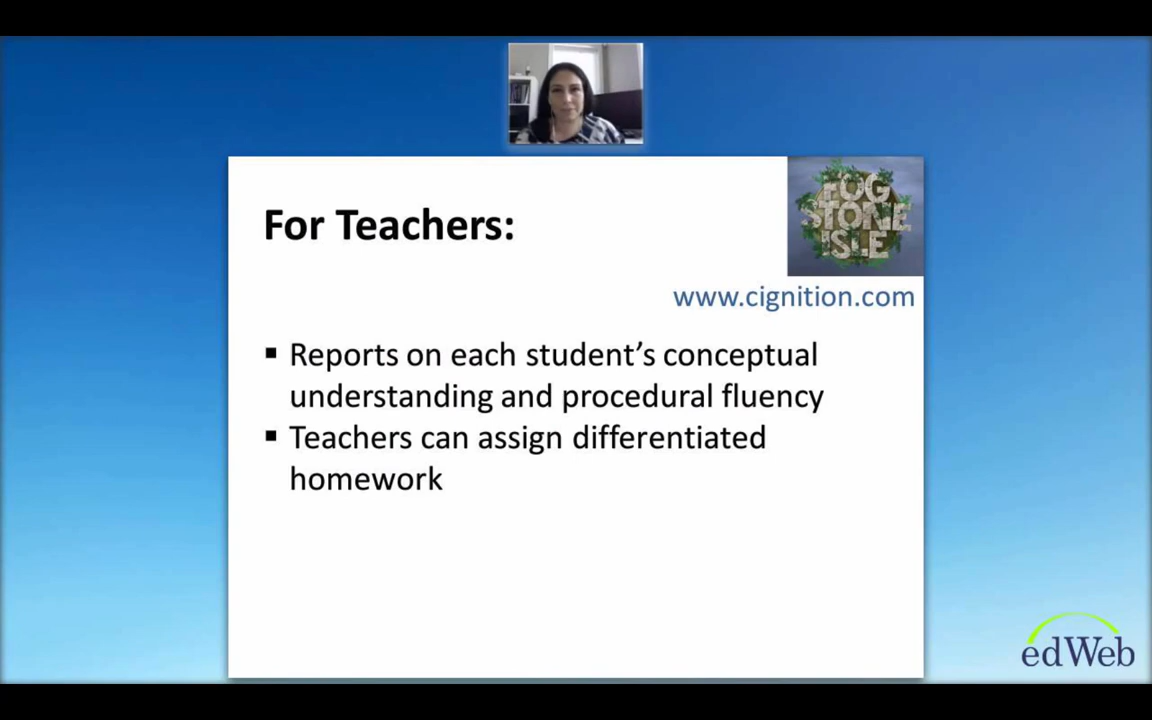 FOG
STONE
ISLE
For Teachers:
www.cignition.com
▪ Reports on each student’s conceptual
understanding and procedural fluency
▪ Teachers can assign differentiated
homework
edWeb